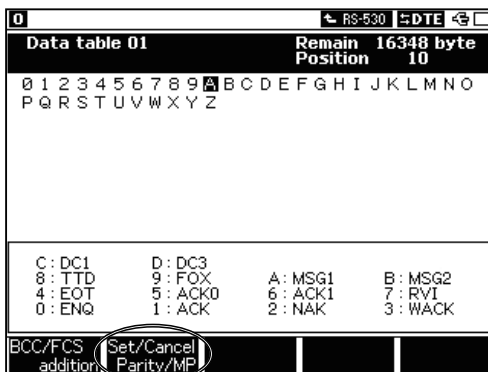 0 RS-530 DTE
Data table 01 Remain 16348 byte
Position 10
0 1 2 3 4 5 6 7 8 9 A B C D E F G H I J K L M N O
P Q R S T U V W X Y Z
C : DC1 D : DC3
8 : TTD 9 : FOX A : MSG1 B : MSG2
4 : EOT 5 : ACK0 6 : ACK1 7 : RVI
0 : ENQ 1 : ACK 2 : NAK 3 : WACK
BCC/FCS Set/Cancel
addition Parity/MP